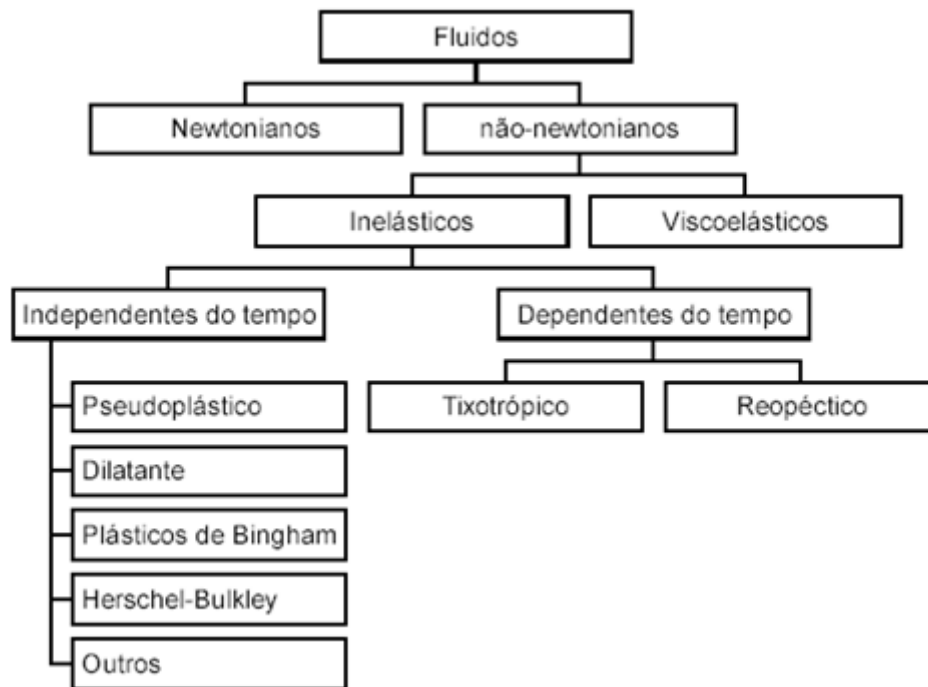 Fluidos
Newtonianos
não-newtonianos
Inelásticos
Viscoelásticos
Independentes do tempo
Dependentes do tempo
Pseudoplástico
Tixotrópico
Reopéctico
Dilatante
Plásticos de Bingham
Herschel-Bulkley
Outros